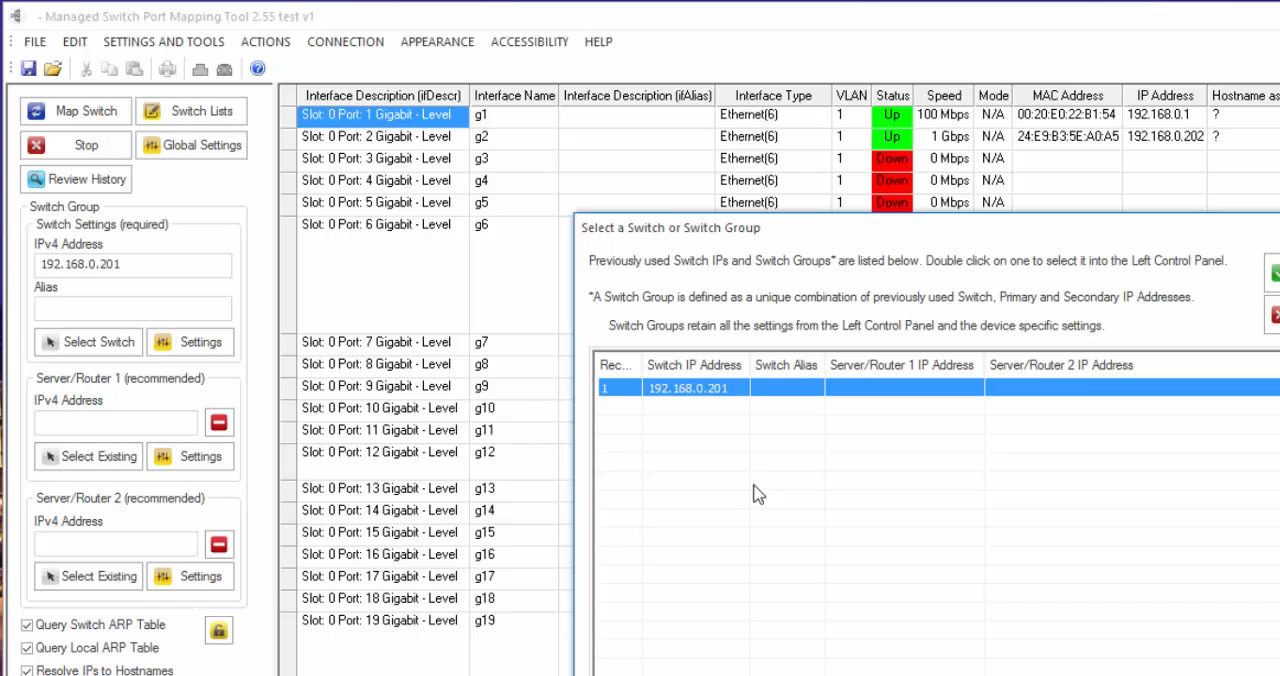 - Managed Switch Port Mapping Tool 2.55 test v1
FILE EDIT SETTINGS AND TOOLS ACTIONS CONNECTION APPEARANCE ACCESSIBILITY HELP
Map Switch
Switch Lists
Stop
Global Settings
Review History
Switch Group
Switch Settings (required)
IPv4 Address
192.168.0.201
Alias
Select Switch
Settings
Server/Router 1 (recommended)
IPv4 Address
Select Existing
Settings
Server/Router 2 (recommended)
IPv4 Address
Select Existing
Settings
Query Switch ARP Table
Query Local ARP Table
Resolve IPs to Hostnames
Interface Description (ifDescr) Interface Name Interface Description (ifAlias) Interface Type VLAN Status Speed Mode MAC Address IP Address Hostname as
Slot: 0 Port: 1 Gigabit - Level g1 Ethernet(6) 1 Up 100 Mbps N/A 00:20:E0:22:B1:54 192.168.0.1 ?
Slot: 0 Port: 2 Gigabit - Level g2 Ethernet(6) 1 Up 1 Gbps N/A 24:E9:B3:5E:A0:A5 192.168.0.202 ?
Slot: 0 Port: 3 Gigabit - Level g3 Ethernet(6) 1 Down 0 Mbps N/A
Slot: 0 Port: 4 Gigabit - Level g4 Ethernet(6) 1 Down 0 Mbps N/A
Slot: 0 Port: 5 Gigabit - Level g5 Ethernet(6) 1 Down 0 Mbps N/A
Slot: 0 Port: 6 Gigabit - Level g6
Slot: 0 Port: 7 Gigabit - Level g7
Slot: 0 Port: 8 Gigabit - Level g8
Slot: 0 Port: 9 Gigabit - Level g9
Slot: 0 Port: 10 Gigabit - Level g10
Slot: 0 Port: 11 Gigabit - Level g11
Slot: 0 Port: 12 Gigabit - Level g12
Slot: 0 Port: 13 Gigabit - Level g13
Slot: 0 Port: 14 Gigabit - Level g14
Slot: 0 Port: 15 Gigabit - Level g15
Slot: 0 Port: 16 Gigabit - Level g16
Slot: 0 Port: 17 Gigabit - Level g17
Slot: 0 Port: 18 Gigabit - Level g18
Slot: 0 Port: 19 Gigabit - Level g19
Select a Switch or Switch Group
Previously used Switch IPs and Switch Groups* are listed below. Double click on one to select it into the Left Control Panel.
*A Switch Group is defined as a unique combination of previously used Switch, Primary and Secondary IP Addresses.
Switch Groups retain all the settings from the Left Control Panel and the device specific settings.
Rec... Switch IP Address Switch Alias Server/Router 1 IP Address Server/Router 2 IP Address
1 192.168.0.201